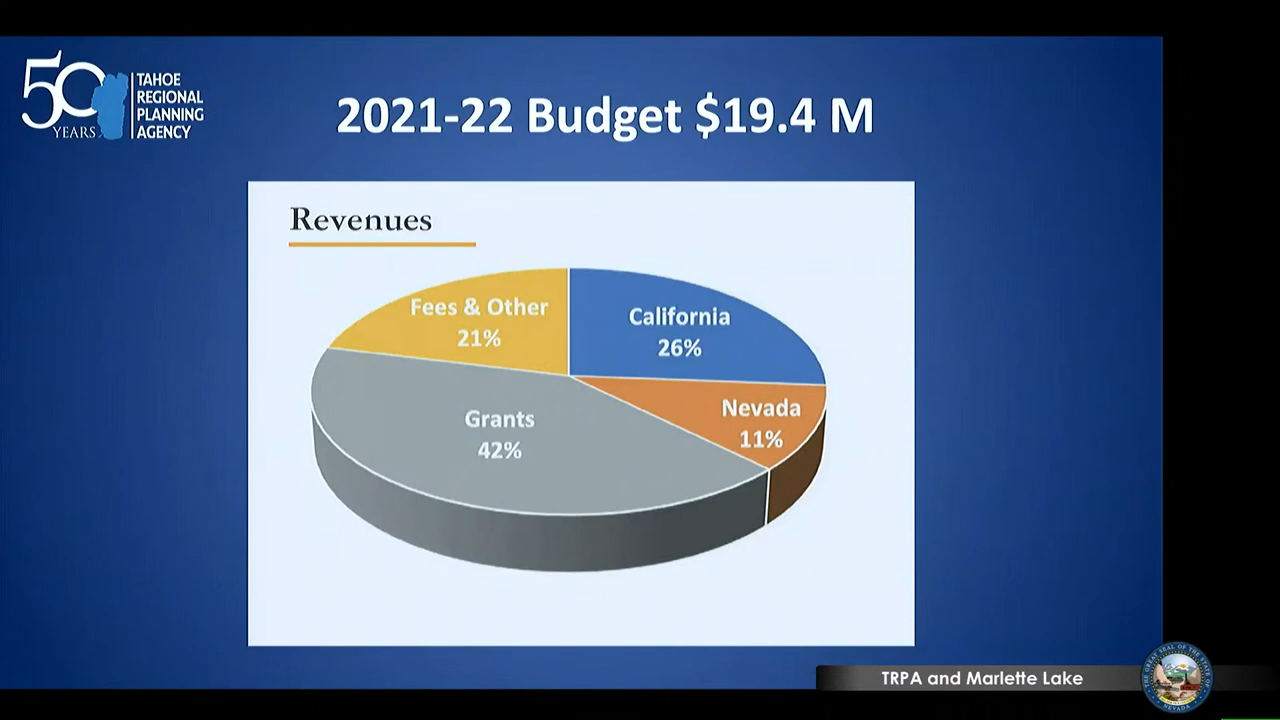 50
YEARS
TAHOE
REGIONAL
PLANNING
AGENCY
2021-22 Budget $19.4 M
Revenues
Fees & Other
21%
California
26%
Nevada
11%
Grants
42%
TRPA and Marlette Lake